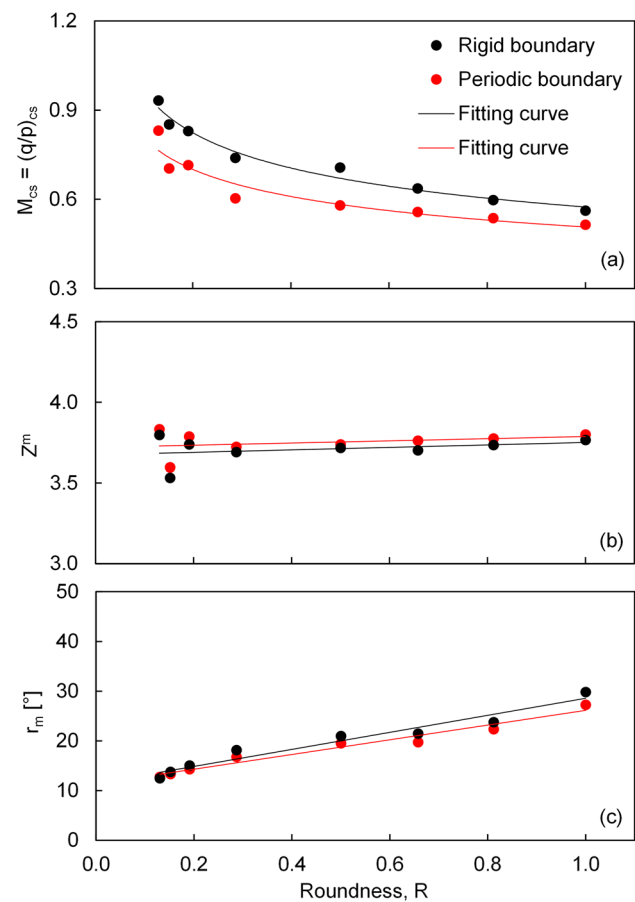 1.2
0.9
0.6
0.3
M_cs = (q/p)_cs
Rigid boundary
Periodic boundary
Fitting curve
Fitting curve
(a)
4.5
4.0
3.5
3.0
Z^m
(b)
50
40
30
20
10
0
r_m [°]
(c)
0.0 0.2 0.4 0.6 0.8 1.0
Roundness, R